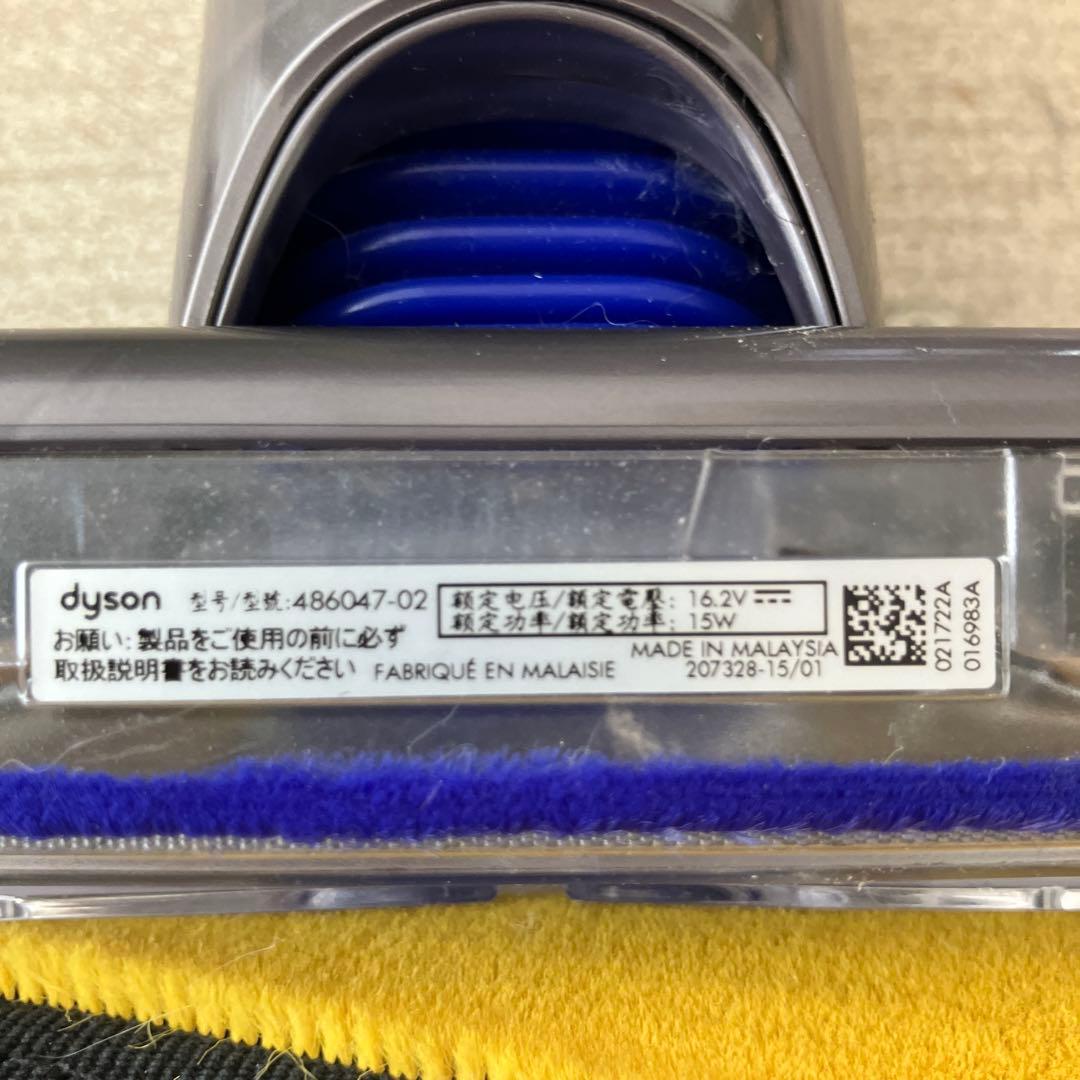 dyson 型号/型號:486047-02
额定电压/額定電壓: 16.2V⎓
额定功率/額定功率: 15W
お願い: 製品をご使用の前に必ず
取扱説明書をお読みください
FABRIQUÉ EN MALAISIE
MADE IN MALAYSIA
207328-15/01
021722A
016983A